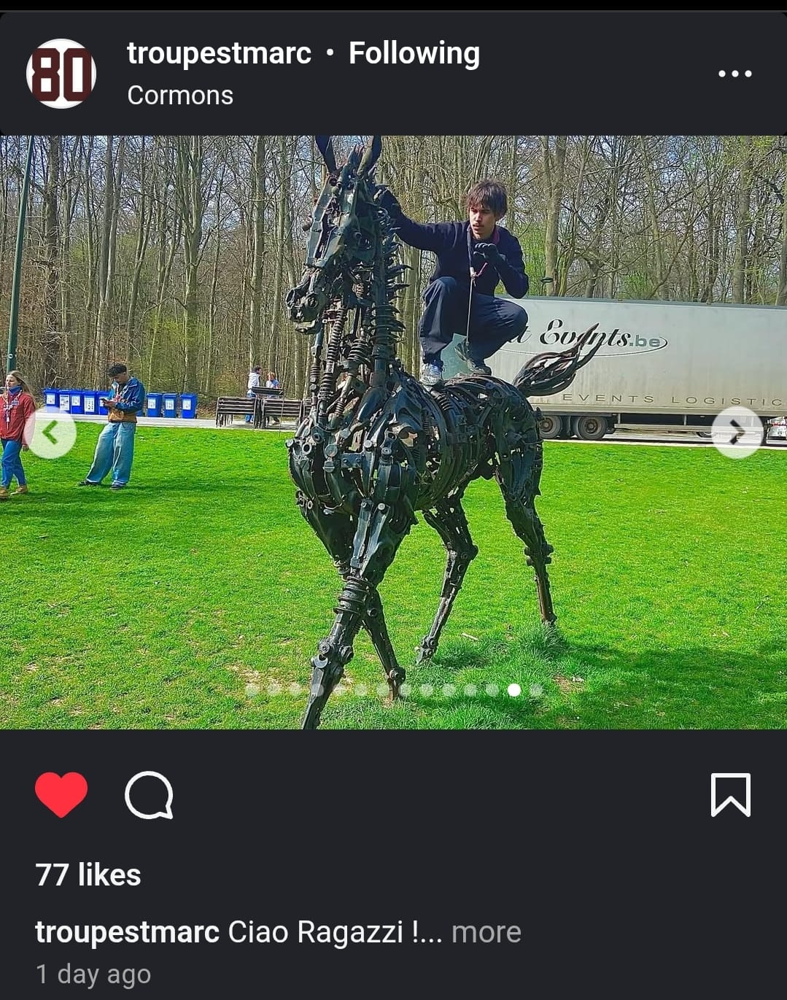 80
troupestmarc • Following
Cormons
Events.be
EVENTS LOGISTIC
77 likes
troupestmarc Ciao Ragazzi !... more
1 day ago